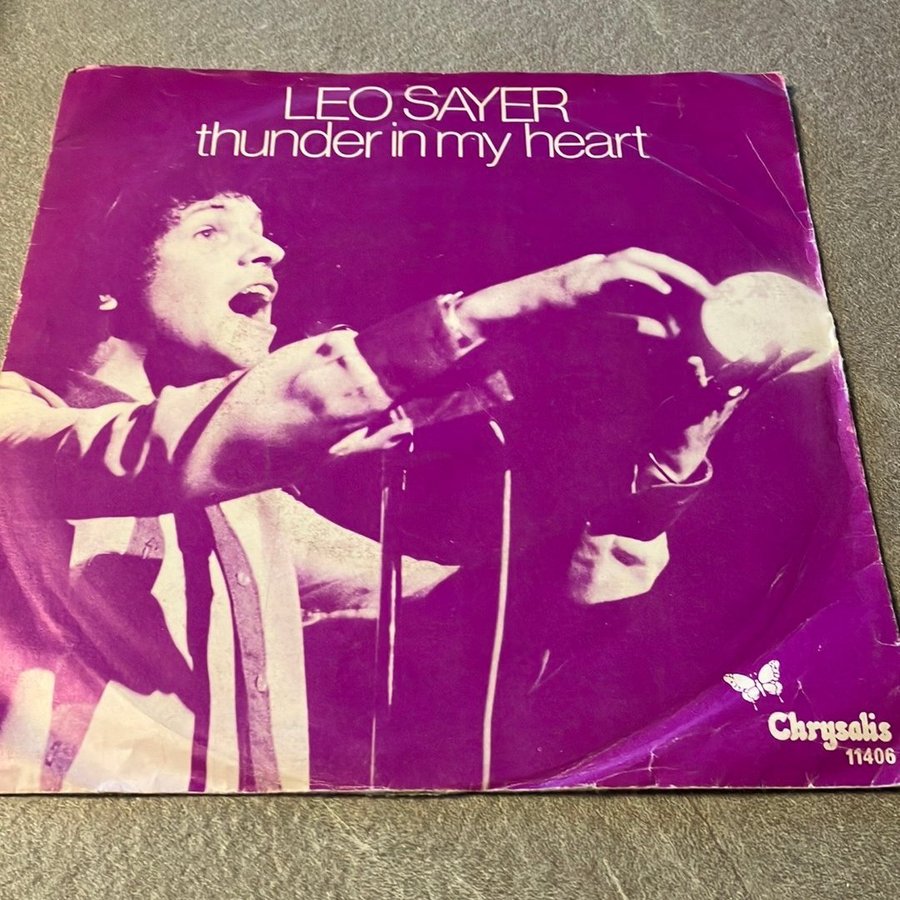 LEO SAYER
thunder in my heart
Chrysalis
11406